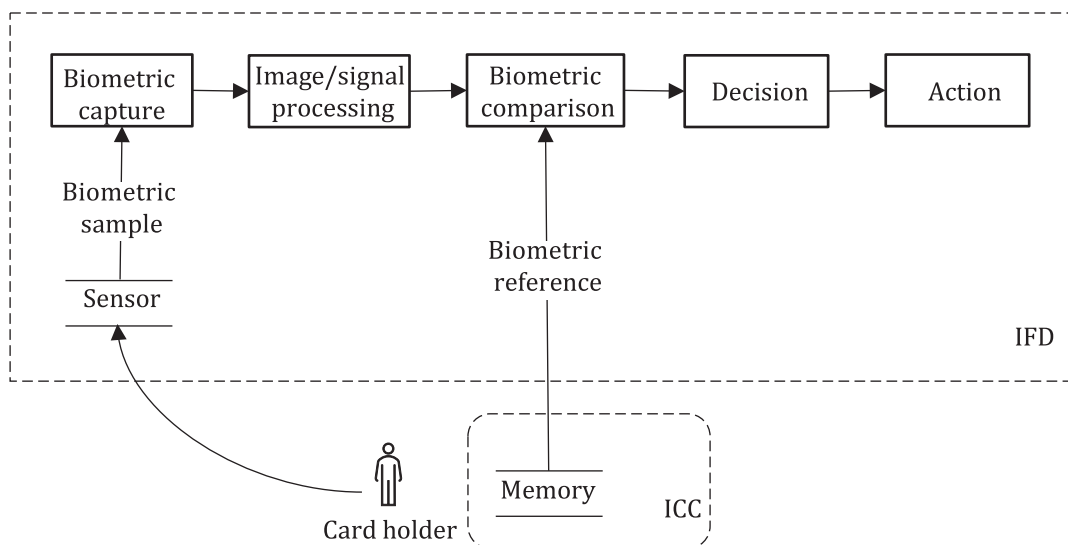 Biometric
capture
Image/signal
processing
Biometric
comparison
Decision
Action
Biometric
sample
Biometric
reference
Sensor
IFD
Memory
ICC
Card holder